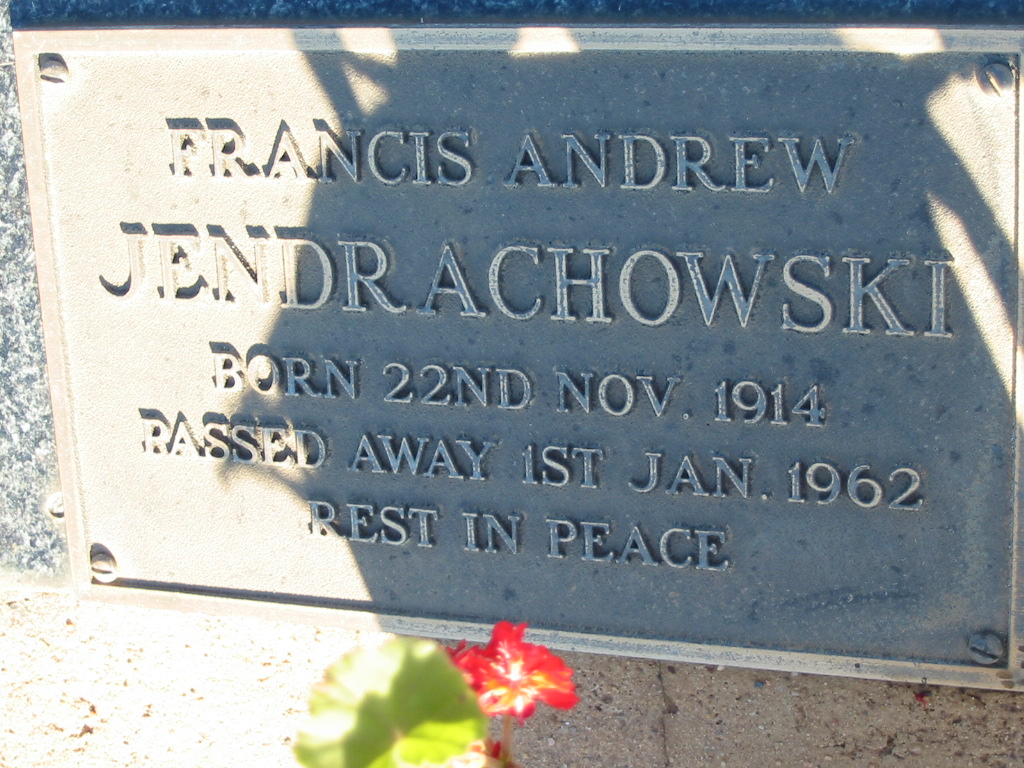 FRANCIS ANDREW
JENDRACHOWSKI
BORN 22ND NOV. 1914
PASSED AWAY 1ST JAN. 1962
REST IN PEACE